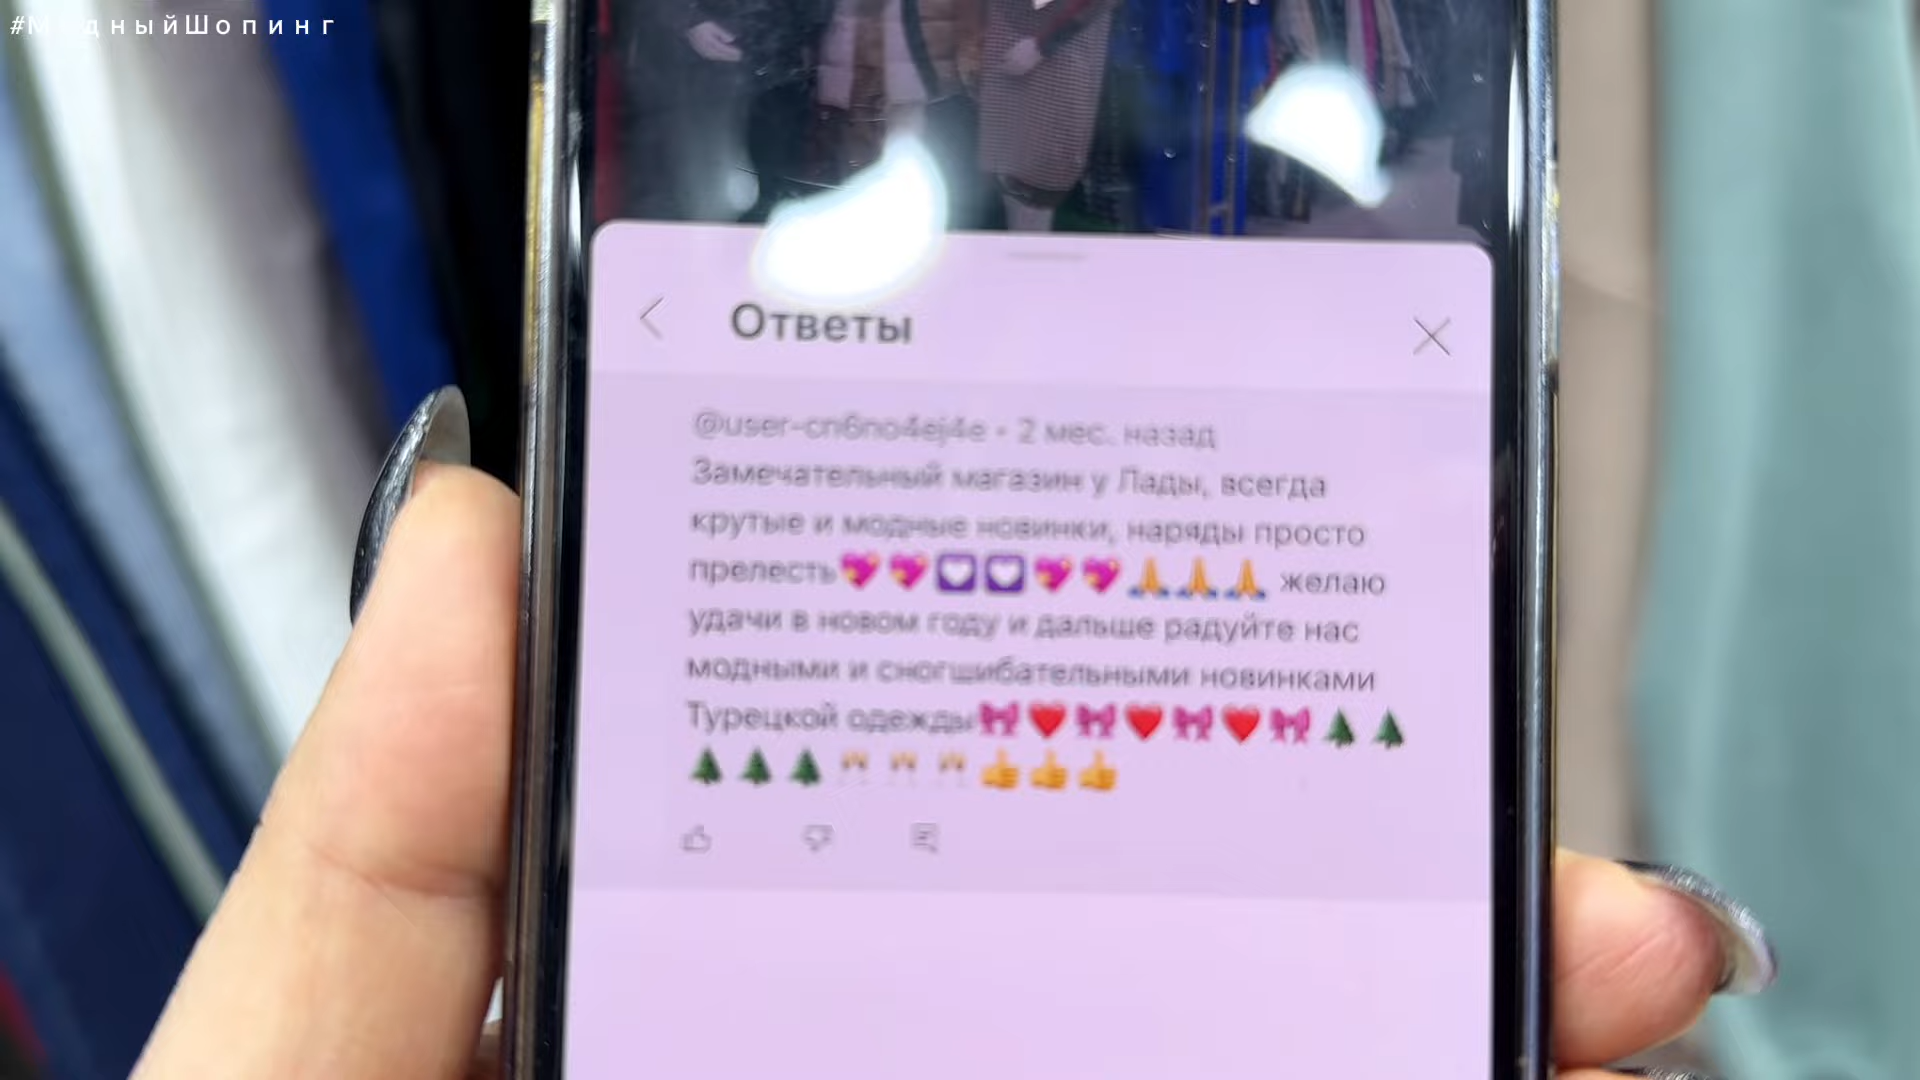 #МодныйШопинг
Ответы
@user-cn6no4ej4e • 2 мес. назад
Замечательный магазин у Лады, всегда
крутые и модные новинки, наряды просто
прелесть💖💖💟💟💖💖🙏🙏🙏 желаю
удачи в новом году и дальше радуйте нас
модными и сногшибательными новинками
Турецкой одежды🎀❤️🎀❤️🎀❤️🎀🌲🌲
🌲🌲🌲🥂🥂🥂👍👍👍